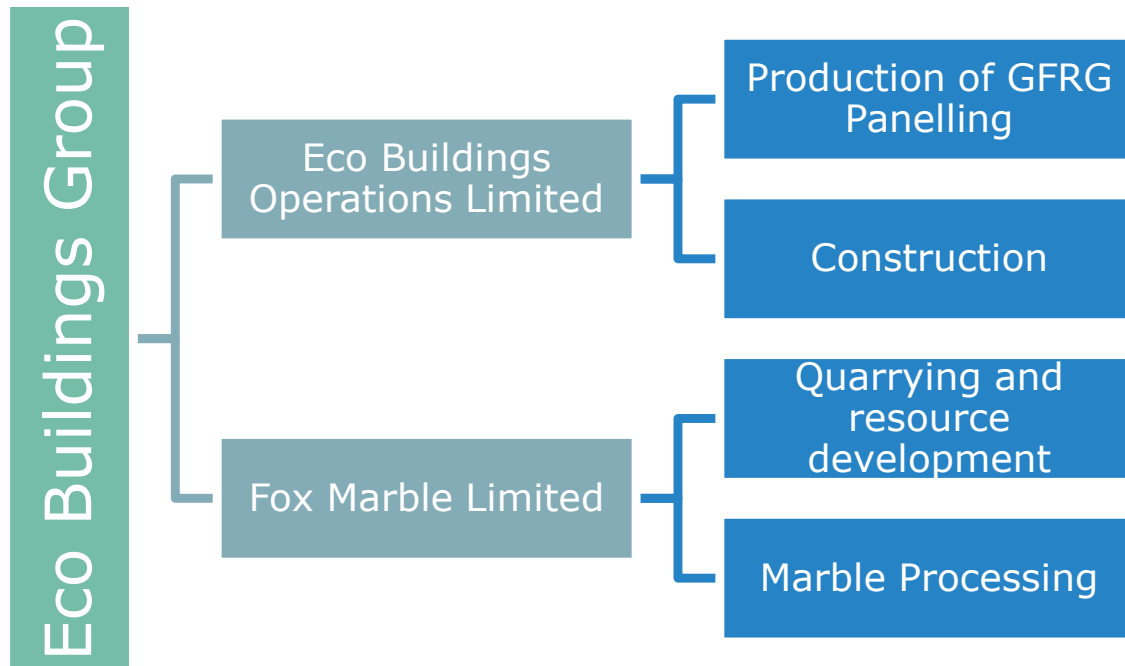 Eco Buildings Group
Eco Buildings
Operations Limited
Production of GFRG
Panelling
Construction
Fox Marble Limited
Quarrying and
resource
development
Marble Processing